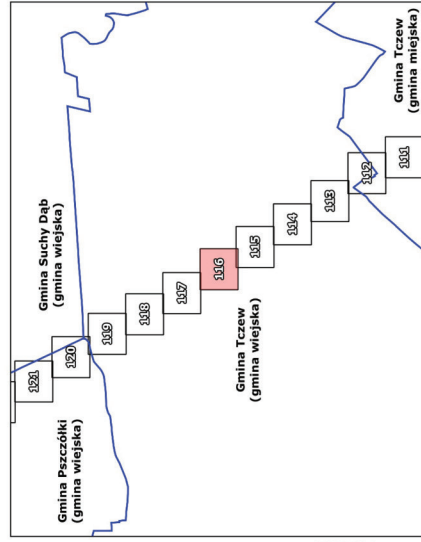 Gmina Pszczółki
(gmina wiejska)
Gmina Suchy Dąb
(gmina wiejska)
121
120
119
118
117
116
115
114
113
112
111
Gmina Tczew
(gmina wiejska)
Gmina Tczew
(gmina miejska)